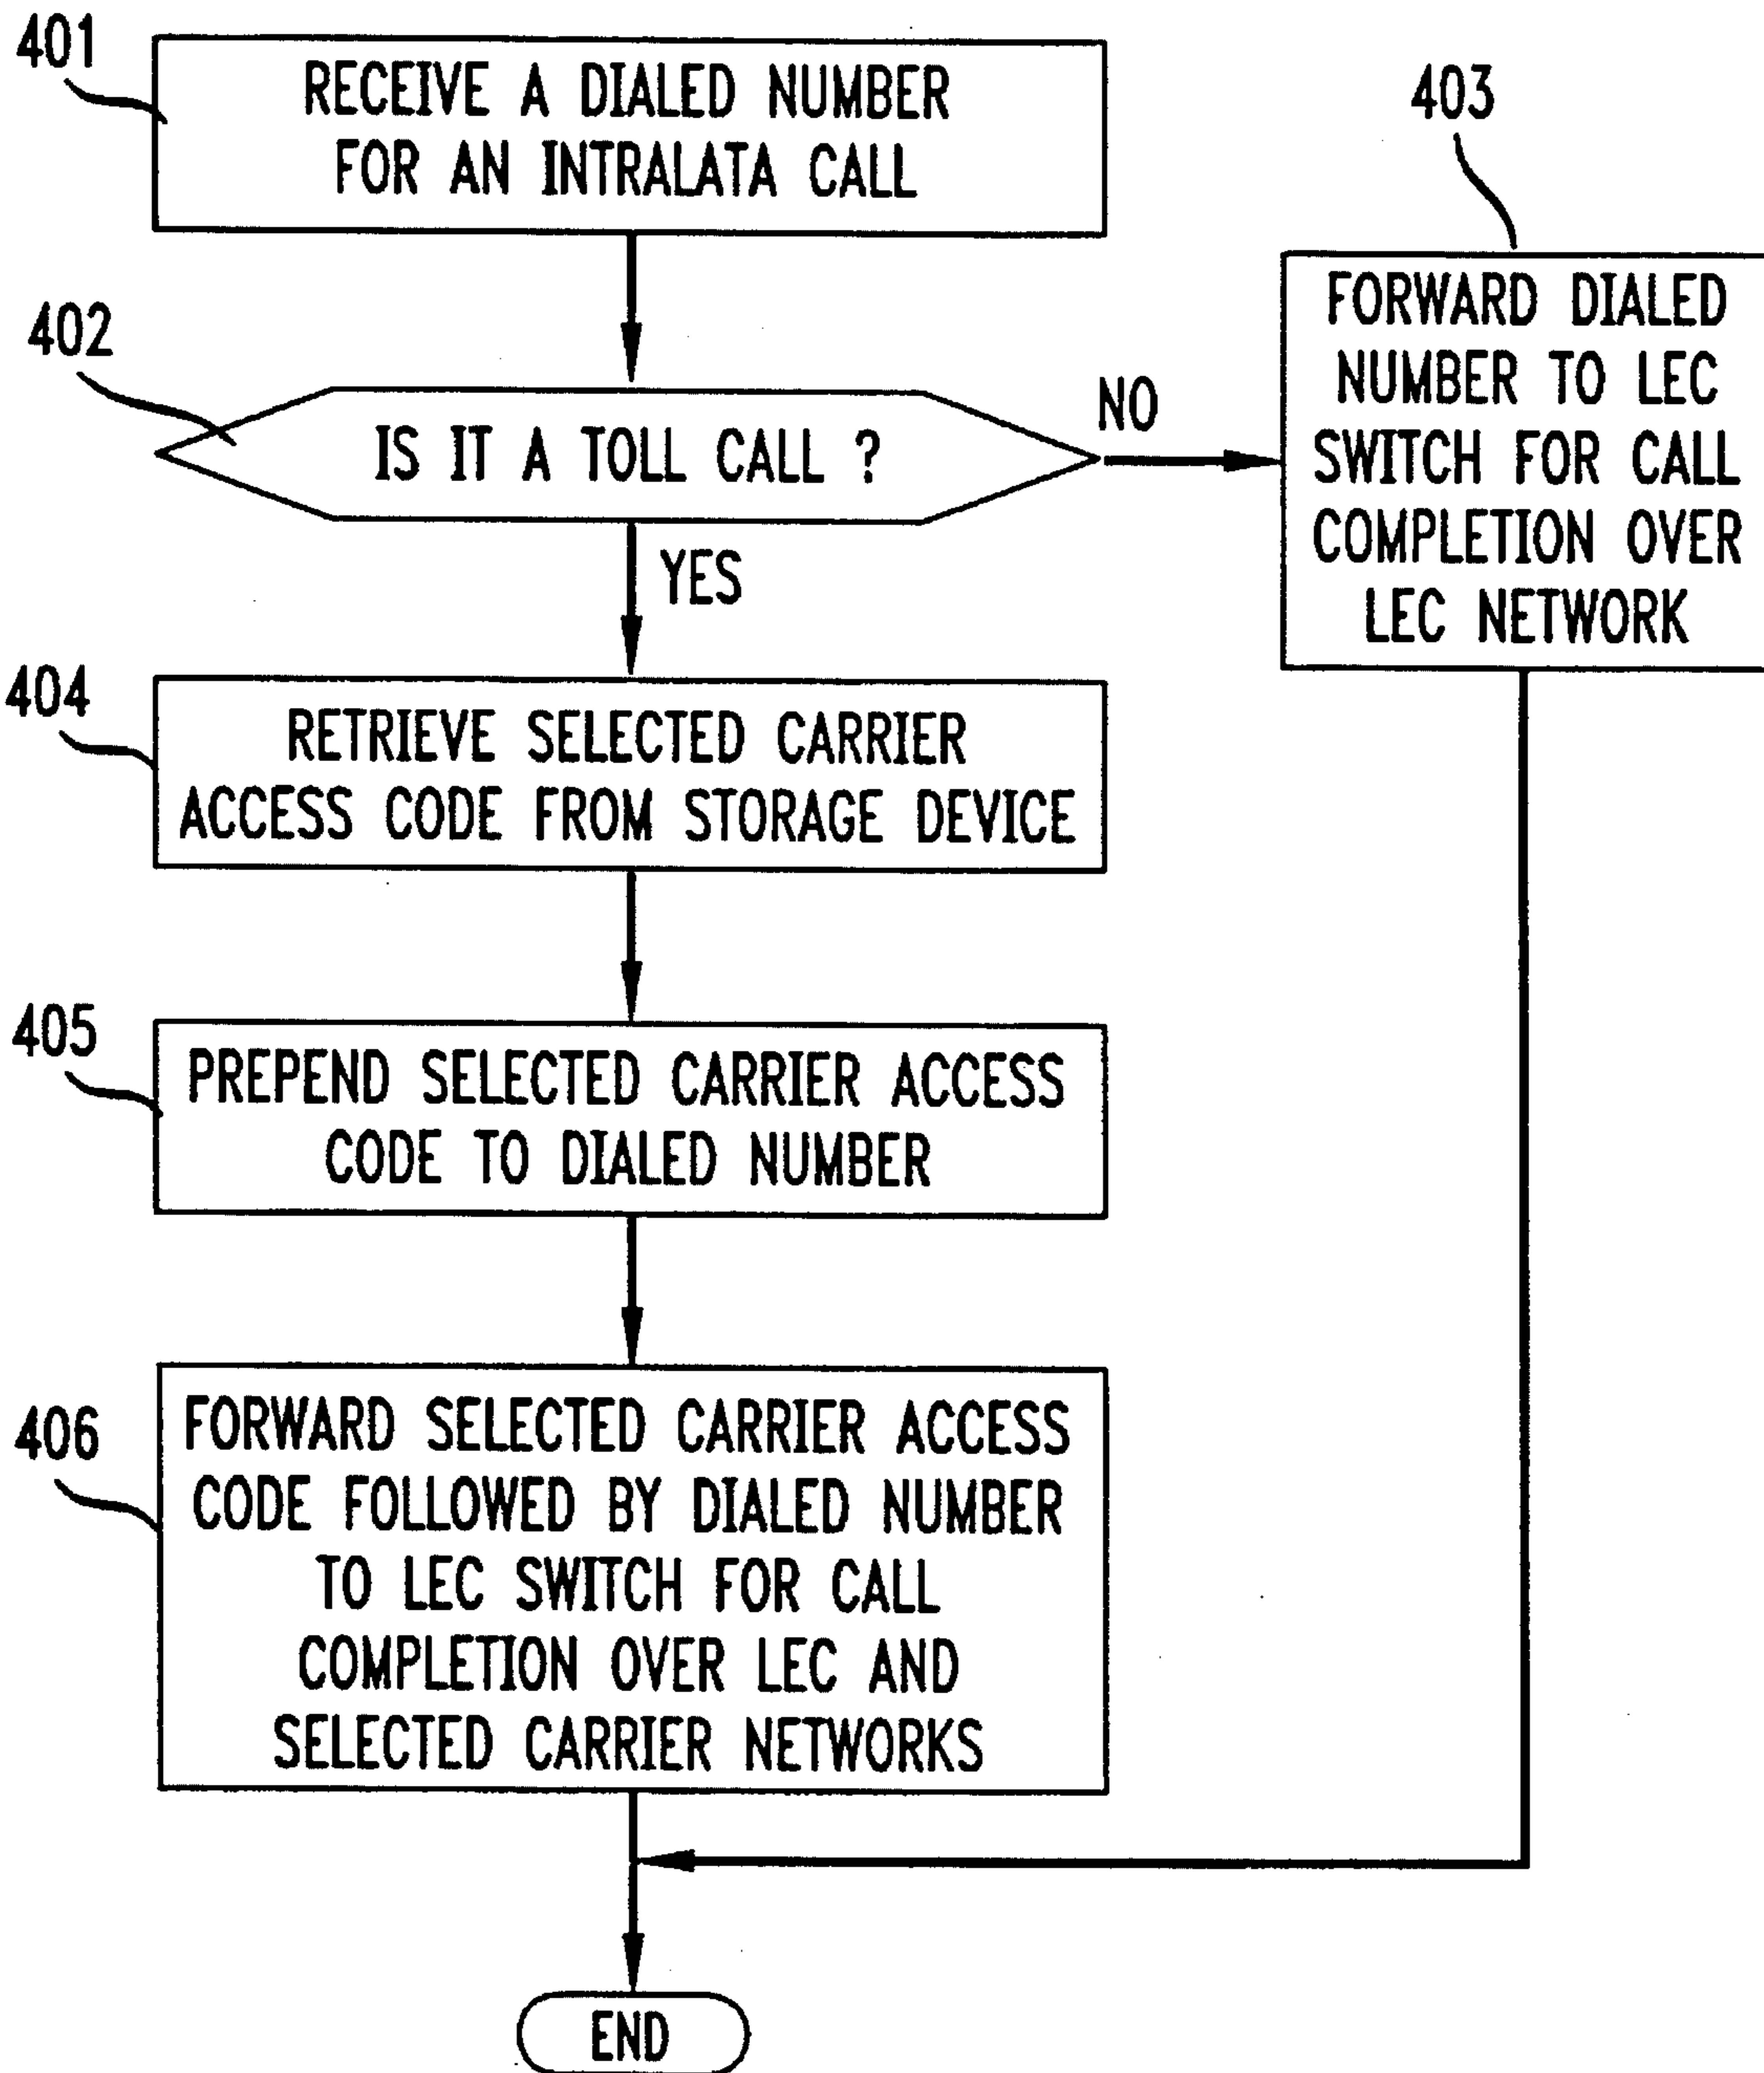 401
RECEIVE A DIALED NUMBER
FOR AN INTRALATA CALL
402
IS IT A TOLL CALL ?
NO
403
FORWARD DIALED
NUMBER TO LEC
SWITCH FOR CALL
COMPLETION OVER
LEC NETWORK
YES
404
RETRIEVE SELECTED CARRIER
ACCESS CODE FROM STORAGE DEVICE
405
PREPEND SELECTED CARRIER ACCESS
CODE TO DIALED NUMBER
406
FORWARD SELECTED CARRIER ACCESS
CODE FOLLOWED BY DIALED NUMBER
TO LEC SWITCH FOR CALL
COMPLETION OVER LEC AND
SELECTED CARRIER NETWORKS
END